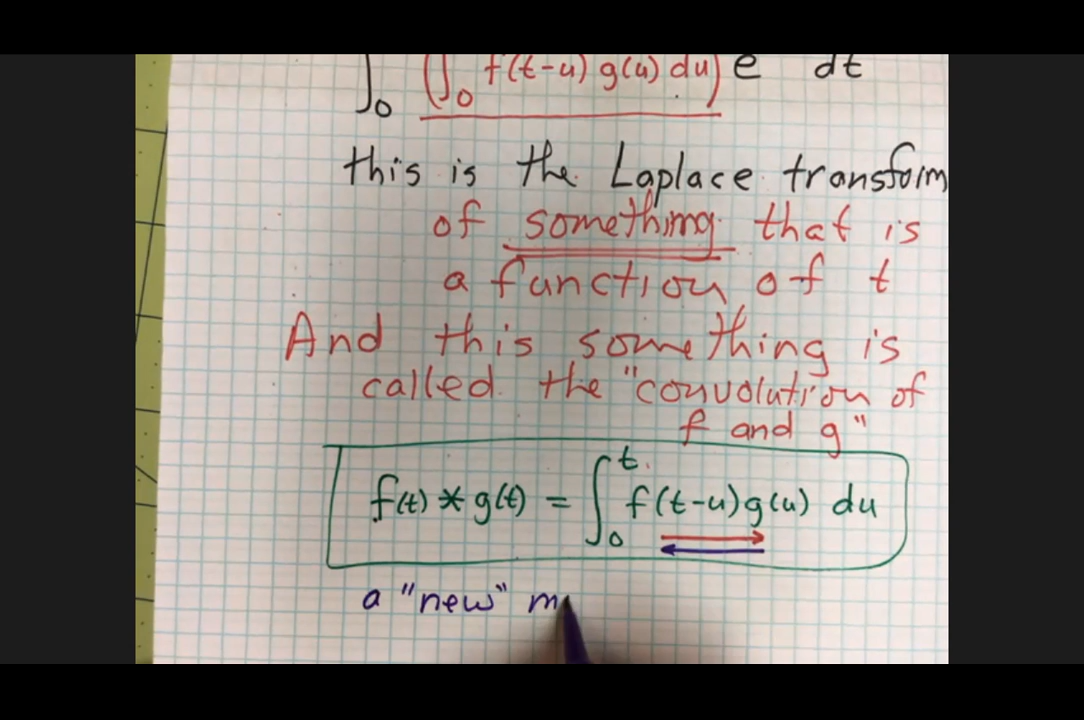 ∫₀ (∫₀ f(t-u) g(u) du) e dt
this is the Laplace transform
of something that is
a function of t
And this something is
called the "convolution of
f and g"
f(t) * g(t) = ∫₀ᵗ f(t-u) g(u) du
a "new" m